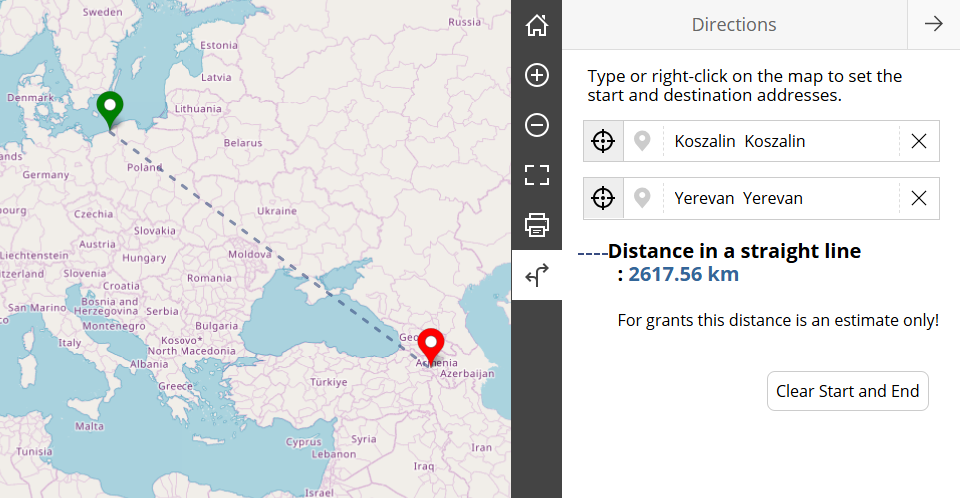 Sweden
Russia
Estonia
Latvia
Denmark
Lithuania
Belarus
Poland
Germany
Ukraine
Czechia
Slovakia
Austria
Liechtenstein
Hungary
Moldova
Slovenia
Romania
Croatia
San Marino
Bosnia and
Herzegovina
Serbia
Montenegro
Bulgaria
Italy
Kosovo*
North Macedonia
Albania
Armenia
Azerbaijan
Greece
Türkiye
Malta
Cyprus
Syria
Tunisia
Lebanon
Iran
Iraq
Israel
Directions
Type or right-click on the map to set the
start and destination addresses.
Koszalin Koszalin
Yerevan Yerevan
----Distance in a straight line
: 2617.56 km
For grants this distance is an estimate only!
Clear Start and End